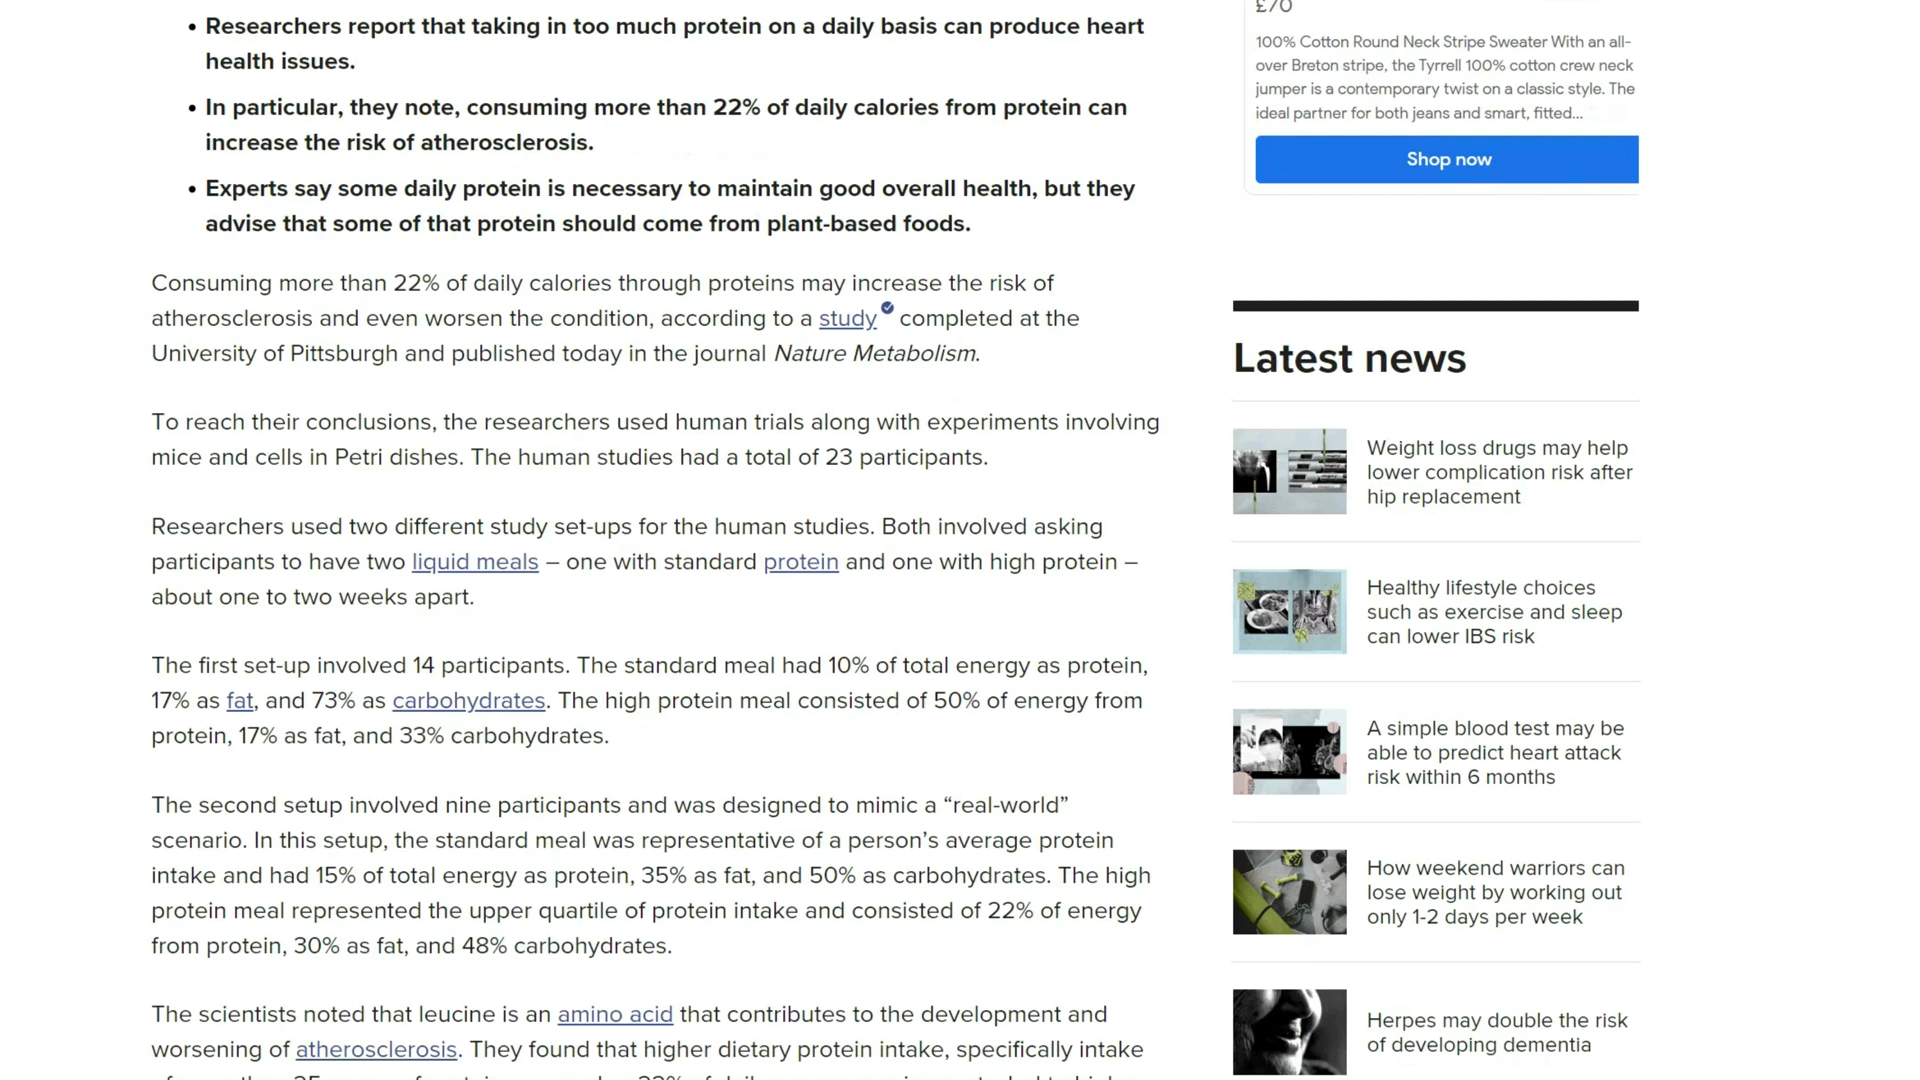 Researchers report that taking in too much protein on a daily basis can produce heart
health issues.
In particular, they note, consuming more than 22% of daily calories from protein can
increase the risk of atherosclerosis.
Experts say some daily protein is necessary to maintain good overall health, but they
advise that some of that protein should come from plant-based foods.
Consuming more than 22% of daily calories through proteins may increase the risk of
atherosclerosis and even worsen the condition, according to a study completed at the
University of Pittsburgh and published today in the journal Nature Metabolism.
To reach their conclusions, the researchers used human trials along with experiments involving
mice and cells in Petri dishes. The human studies had a total of 23 participants.
Researchers used two different study set-ups for the human studies. Both involved asking
participants to have two liquid meals – one with standard protein and one with high protein –
about one to two weeks apart.
The first set-up involved 14 participants. The standard meal had 10% of total energy as protein,
17% as fat, and 73% as carbohydrates. The high protein meal consisted of 50% of energy from
protein, 17% as fat, and 33% carbohydrates.
The second setup involved nine participants and was designed to mimic a “real-world”
scenario. In this setup, the standard meal was representative of a person’s average protein
intake and had 15% of total energy as protein, 35% as fat, and 50% as carbohydrates. The high
protein meal represented the upper quartile of protein intake and consisted of 22% of energy
from protein, 30% as fat, and 48% carbohydrates.
The scientists noted that leucine is an amino acid that contributes to the development and
worsening of atherosclerosis. They found that higher dietary protein intake, specifically intake
£70
100% Cotton Round Neck Stripe Sweater With an all-
over Breton stripe, the Tyrrell 100% cotton crew neck
jumper is a contemporary twist on a classic style. The
ideal partner for both jeans and smart, fitted...
Shop now
Latest news
Weight loss drugs may help
lower complication risk after
hip replacement
Healthy lifestyle choices
such as exercise and sleep
can lower IBS risk
A simple blood test may be
able to predict heart attack
risk within 6 months
How weekend warriors can
lose weight by working out
only 1-2 days per week
Herpes may double the risk
of developing dementia